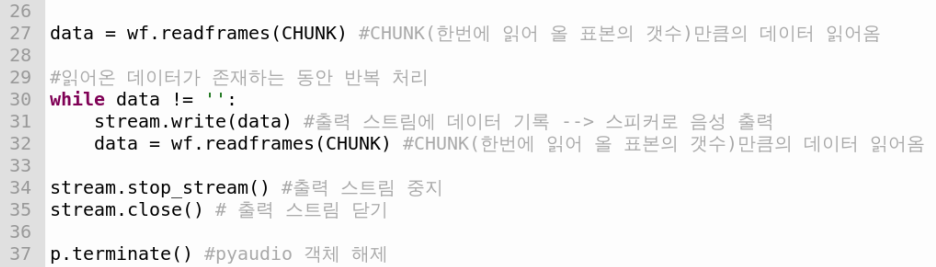 26
27 data = wf.readframes(CHUNK) #CHUNK(한번에 읽어 올 표본의 갯수)만큼의 데이터 읽어옴
28
29 #읽어온 데이터가 존재하는 동안 반복 처리
30 while data != '':
31     stream.write(data) #출력 스트림에 데이터 기록 --> 스피커로 음성 출력
32     data = wf.readframes(CHUNK) #CHUNK(한번에 읽어 올 표본의 갯수)만큼의 데이터 읽어옴
33
34 stream.stop_stream() #출력 스트림 중지
35 stream.close() # 출력 스트림 닫기
36
37 p.terminate() #pyaudio 객체 해제